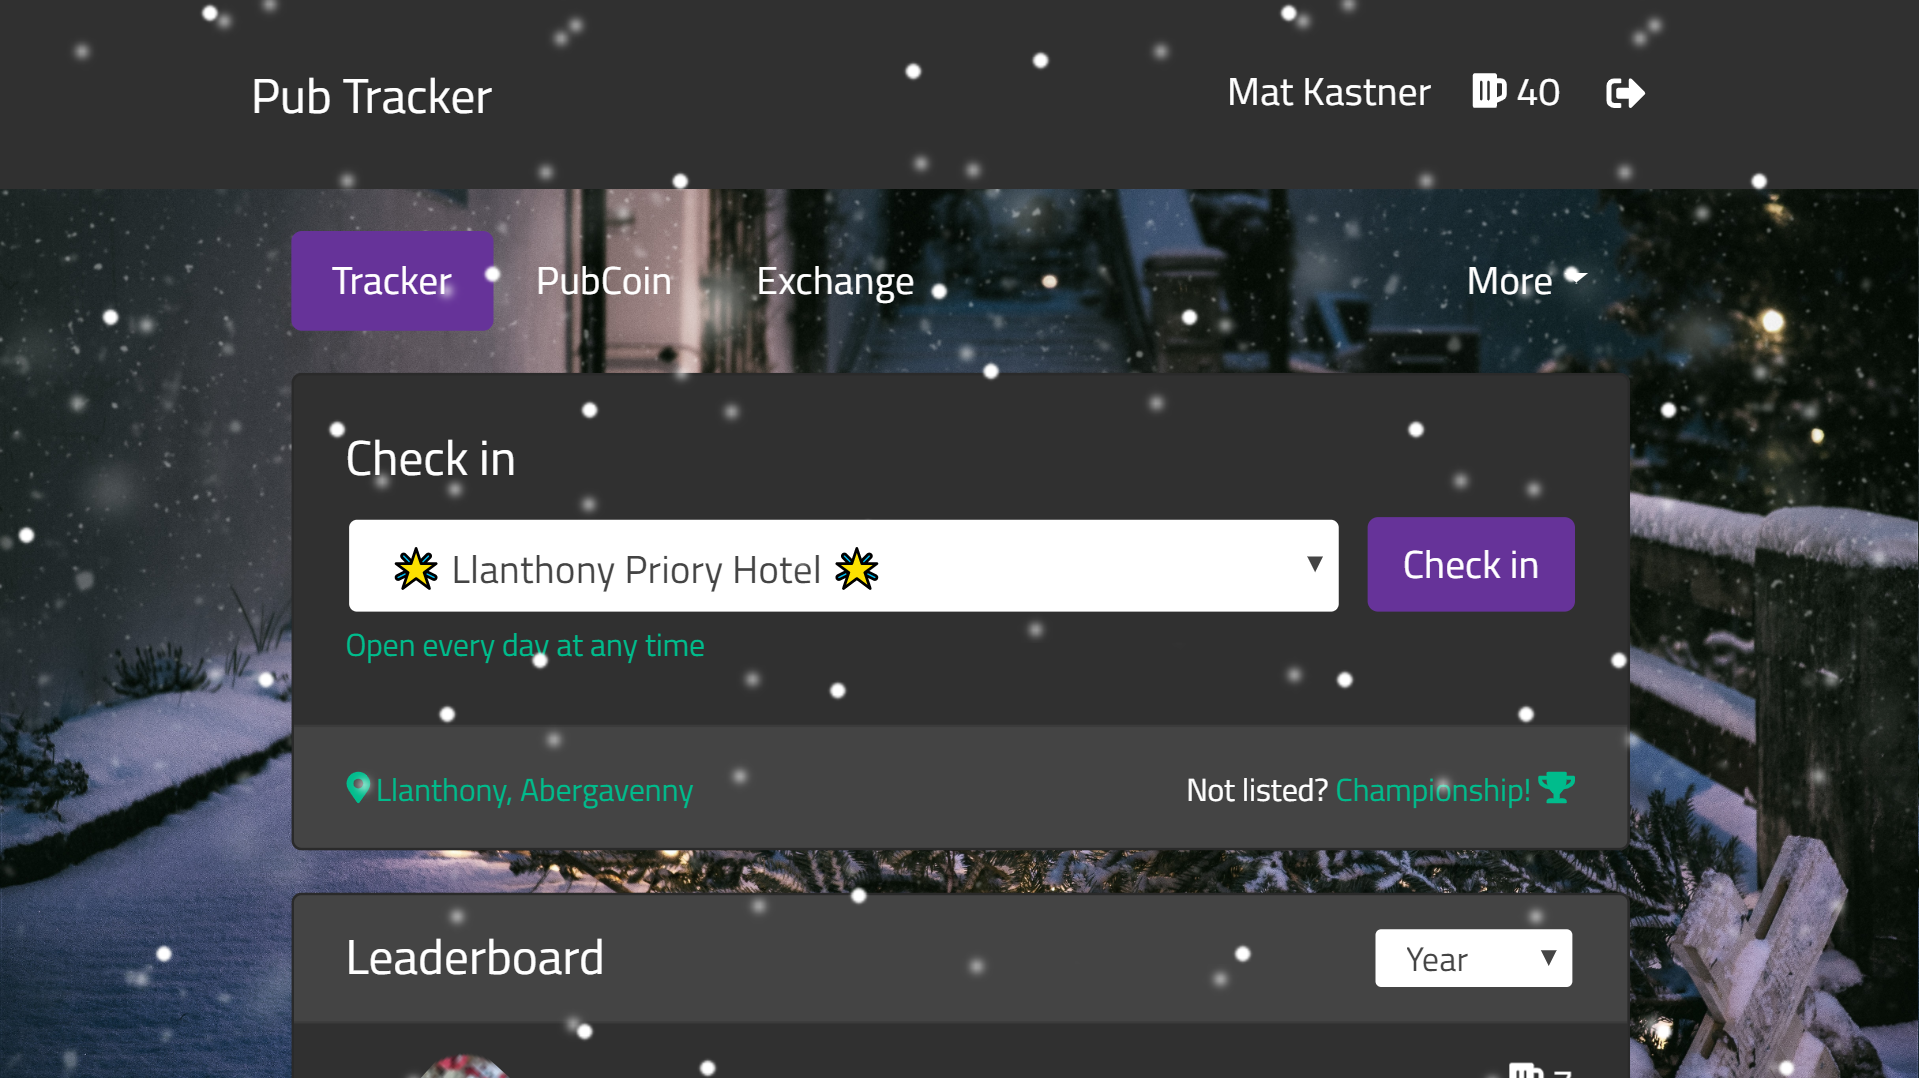 Pub Tracker
Mat Kastner 40
Tracker PubCoin Exchange More
Check in
Llanthony Priory Hotel
Check in
Open every day at any time
Llanthony, Abergavenny
Not listed? Championship!
Leaderboard
Year